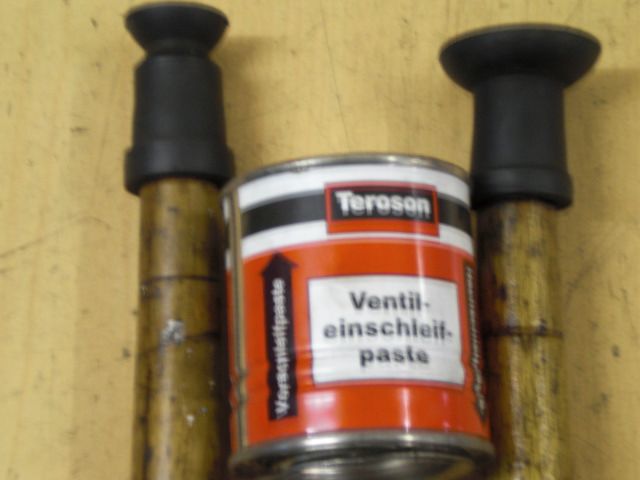 Teroson
Ventil-
einschleif-
paste
Vorschleifpaste